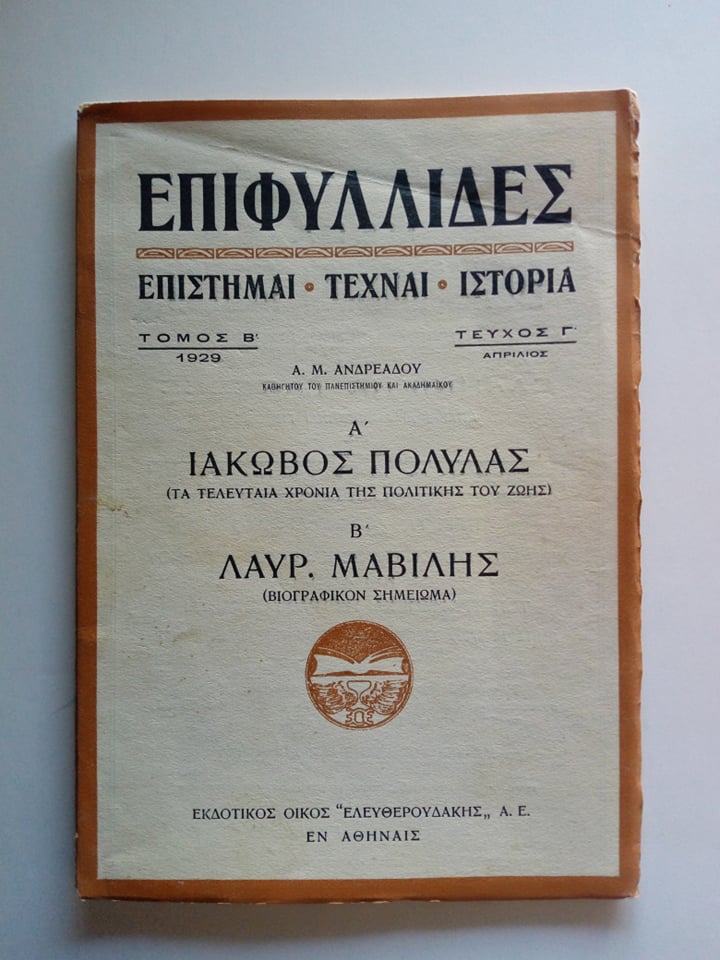 ΕΠΙΦΥΛΛΙΔΕΣ
ΕΠΙΣΤΗΜΑΙ • ΤΕΧΝΑΙ • ΙΣΤΟΡΙΑ
ΤΟΜΟΣ Β'
1929
ΤΕΥΧΟΣ Γ'
ΑΠΡΙΛΙΟΣ
Α. Μ. ΑΝΔΡΕΑΔΟΥ
ΚΑΘΗΓΗΤΟΥ ΤΟΥ ΠΑΝΕΠΙΣΤΗΜΙΟΥ ΚΑΙ ΑΚΑΔΗΜΑΪΚΟΥ
Α'
ΙΑΚΩΒΟΣ ΠΟΛΥΛΑΣ
(ΤΑ ΤΕΛΕΥΤΑΙΑ ΧΡΟΝΙΑ ΤΗΣ ΠΟΛΙΤΙΚΗΣ ΤΟΥ ΖΩΗΣ)
Β'
ΛΑΥΡ. ΜΑΒΙΛΗΣ
(ΒΙΟΓΡΑΦΙΚΟΝ ΣΗΜΕΙΩΜΑ)
ΕΚΔΟΤΙΚΟΣ ΟΙΚΟΣ "ΕΛΕΥΘΕΡΟΥΔΑΚΗΣ„ Α. Ε.
ΕΝ ΑΘΗΝΑΙΣ